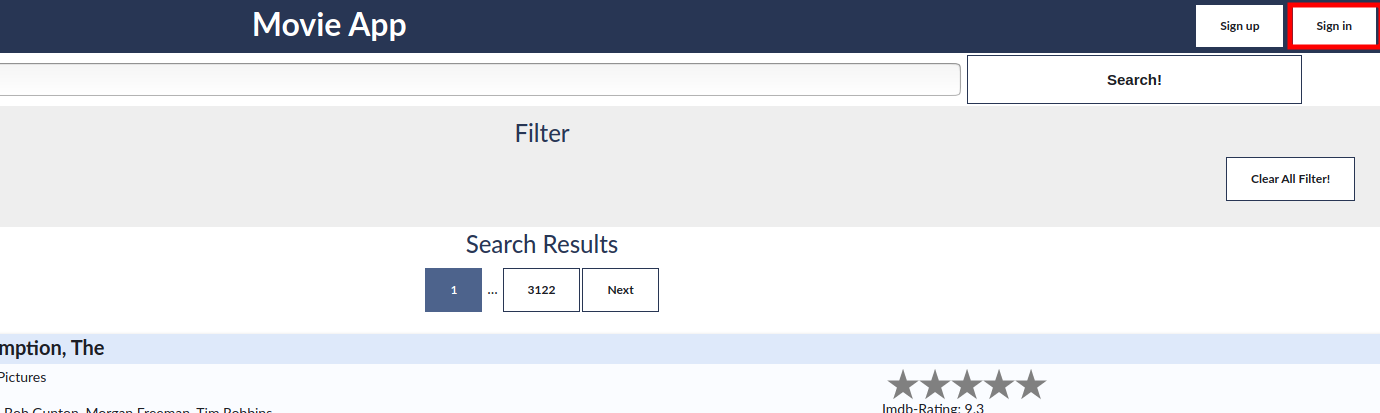 Movie App
Sign up
Sign in
Search!
Filter
Clear All Filter!
Search Results
1 ... 3122 Next
mption, The
Pictures
Bob Gunton, Morgan Freeman, Tim Robbins
Imdb-Rating: 9.3